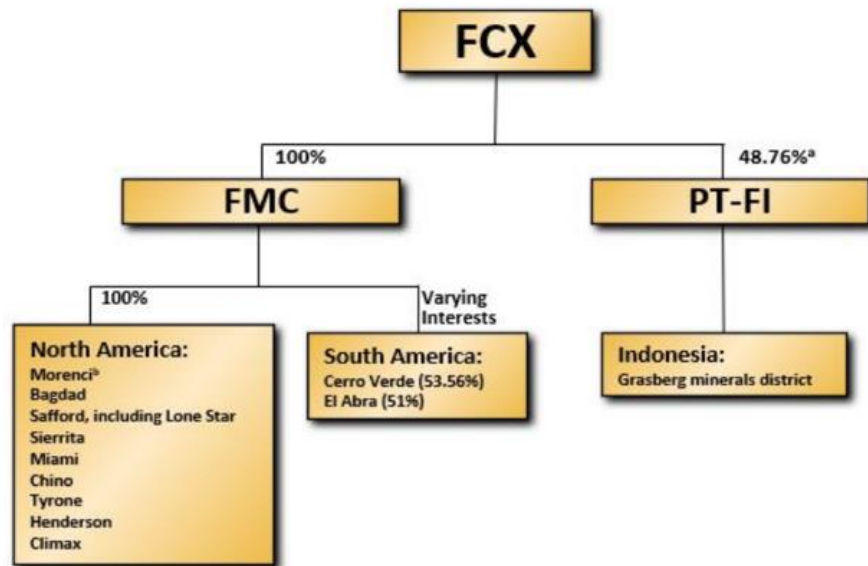 FCX
100%
48.76%ᵃ
FMC
PT-FI
100%
Varying
Interests
North America:
Morenciᵇ
Bagdad
Safford, including Lone Star
Sierrita
Miami
Chino
Tyrone
Henderson
Climax
South America:
Cerro Verde (53.56%)
El Abra (51%)
Indonesia:
Grasberg minerals district